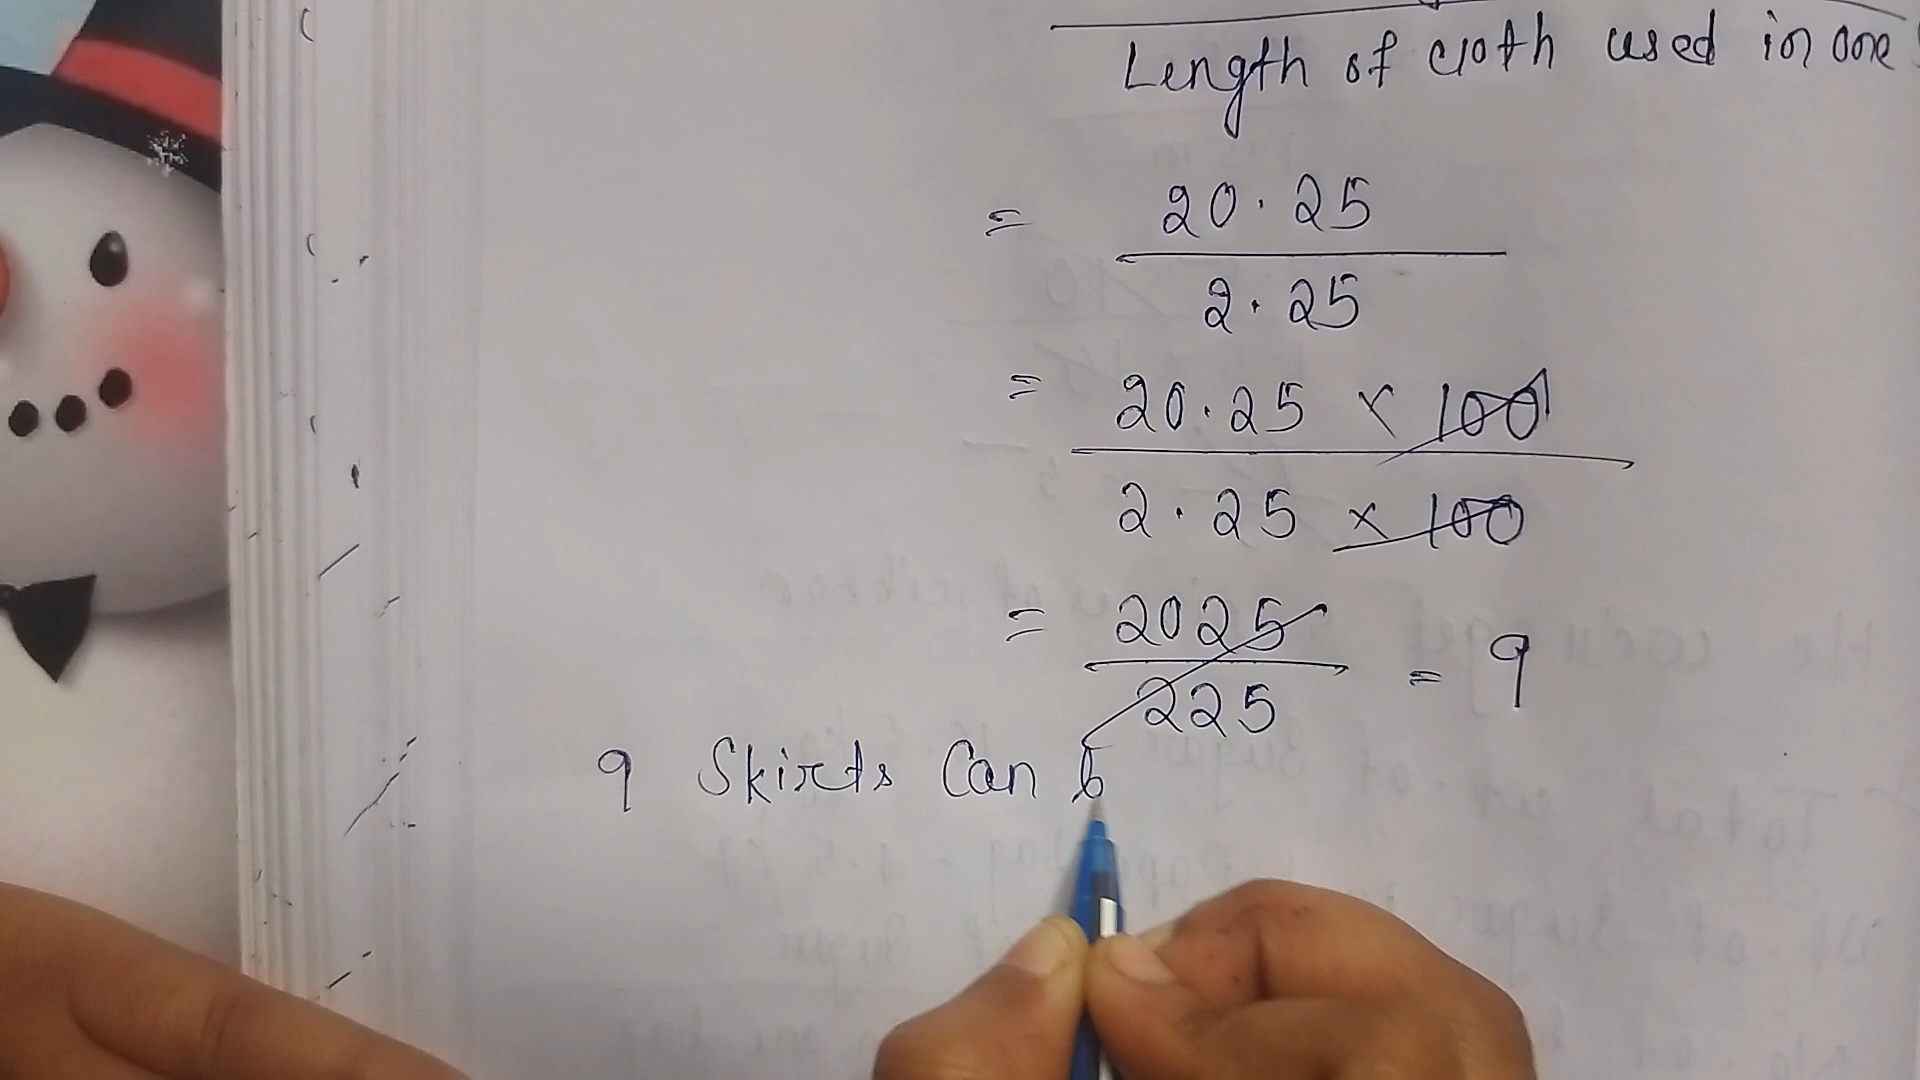 Length of cloth used in one
= 20.25
2.25
= 20.25 × 100
2.25 × 100
= 2025
225 = 9
9 Skirts Can b